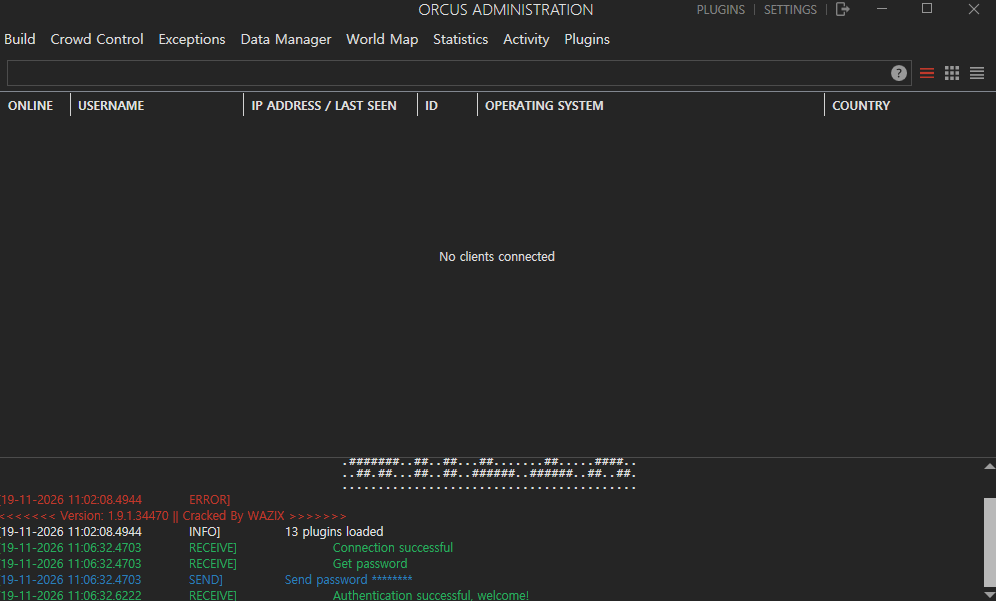 ORCUS ADMINISTRATION
PLUGINS | SETTINGS |
Build Crowd Control Exceptions Data Manager World Map Statistics Activity Plugins
?
ONLINE USERNAME IP ADDRESS / LAST SEEN ID OPERATING SYSTEM COUNTRY
No clients connected
.#######..##..##...##.......##.....####..
..##.##...##..##..######..######..##..##.
.........................................
[19-11-2026 11:02:08.4944 ERROR]
<<<<<<< Version: 1.9.1.34470 || Cracked By WAZIX >>>>>>>
[19-11-2026 11:02:08.4944 INFO] 13 plugins loaded
[19-11-2026 11:06:32.4703 RECEIVE] Connection successful
[19-11-2026 11:06:32.4703 RECEIVE] Get password
[19-11-2026 11:06:32.4703 SEND] Send password ********
[19-11-2026 11:06:32.6222 RECEIVE] Authentication successful, welcome!